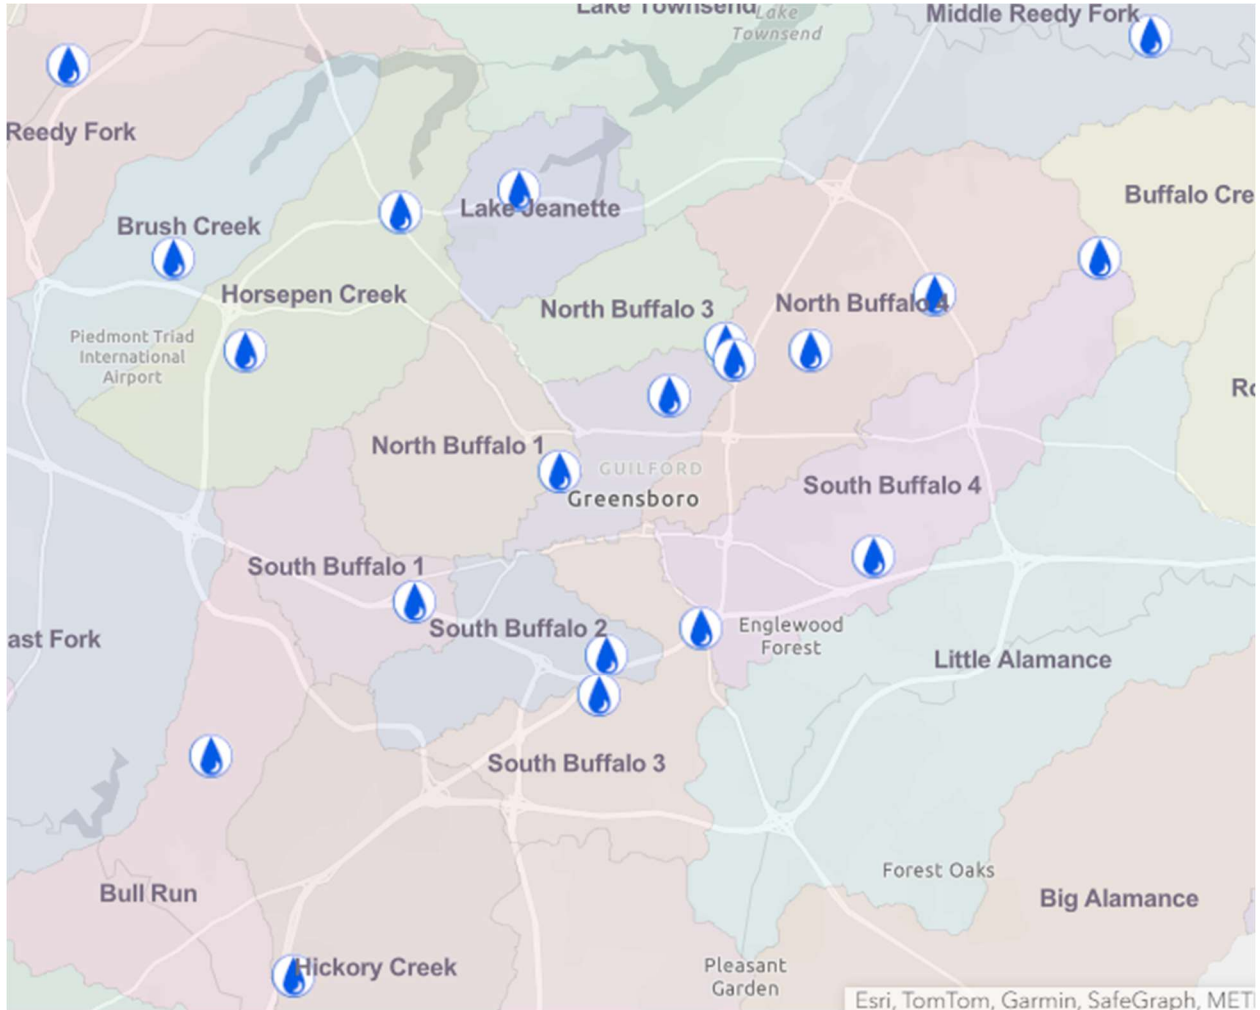 Lake Townsend
Lake
Townsend
Middle Reedy Fork
Reedy Fork
Buffalo Cre
Brush Creek
Lake Jeanette
Horsepen Creek
North Buffalo 3
North Buffalo 4
Piedmont Triad
International
Airport
Ro
North Buffalo 1
GUILFORD
Greensboro
South Buffalo 4
South Buffalo 1
South Buffalo 2
Englewood
Forest
ast Fork
Little Alamance
South Buffalo 3
Forest Oaks
Bull Run
Big Alamance
Hickory Creek
Pleasant
Garden
Esri, TomTom, Garmin, SafeGraph, MET